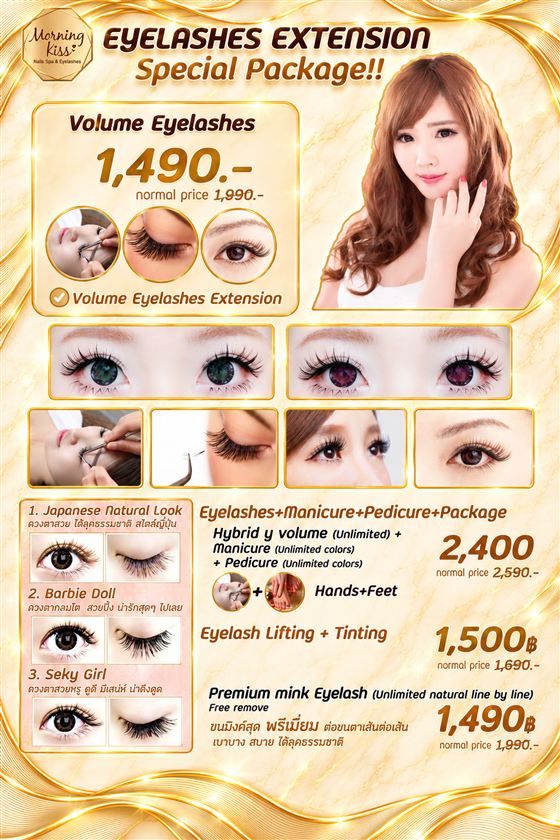 Morning
Kiss
Nails Spa & Eyelashes
EYELASHES EXTENSION
Special Package!!
Volume Eyelashes
1,490.-
normal price 1,990.-
Volume Eyelashes Extension
1. Japanese Natural Look
ดวงตาสวย ได้ลุคธรรมชาติ สไตล์ญี่ปุ่น
2. Barbie Doll
ดวงตากลมโต สวยปิ๊ง น่ารักสุดๆ ไปเลย
3. Seky Girl
ดวงตาสวยหรู ดูดี มีเสน่ห์ น่าดึงดูด
Eyelashes+Manicure+Pedicure+Package
Hybrid y volume (Unlimited) +
Manicure (Unlimited colors)
+ Pedicure (Unlimited colors)
2,400
normal price 2,590.-
+
Hands+Feet
Eyelash Lifting + Tinting
1,500฿
normal price 1,690.-
Premium mink Eyelash (Unlimited natural line by line)
Free remove
1,490฿
normal price 1,990.-
ขนมิงค์สุด พรีเมี่ยม ต่อขนตาเส้นต่อเส้น
เบาบาง สบาย ได้ลุคธรรมชาติ